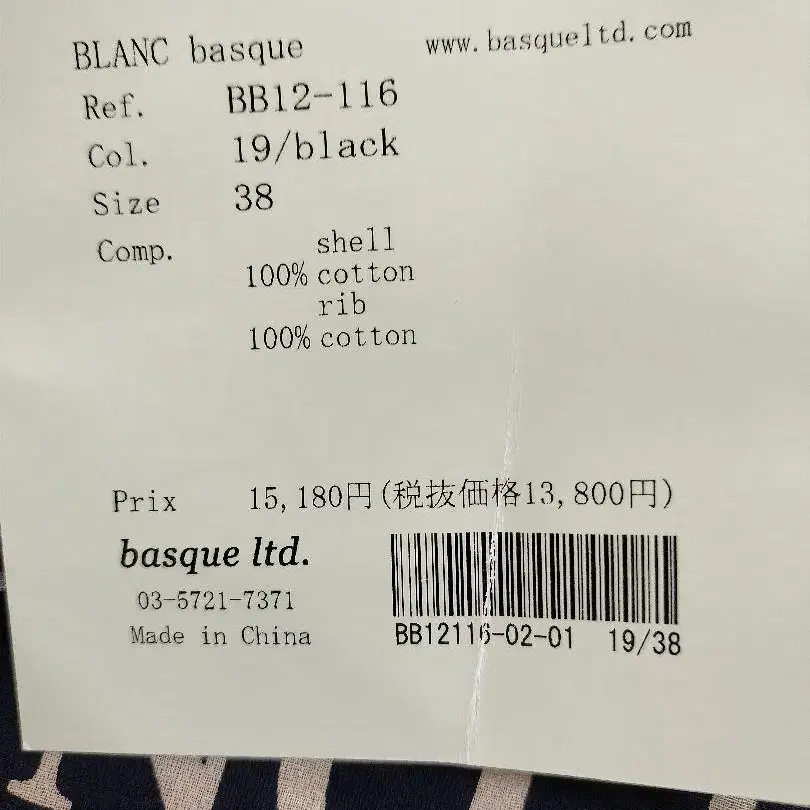 BLANC basque www.basqueltd.com
Ref. BB12-116
Col. 19/black
Size 38
Comp. shell
100% cotton
rib
100% cotton
Prix 15,180円(税抜価格13,800円)
basque ltd.
03-5721-7371
Made in China
BB12116-02-01 19/38